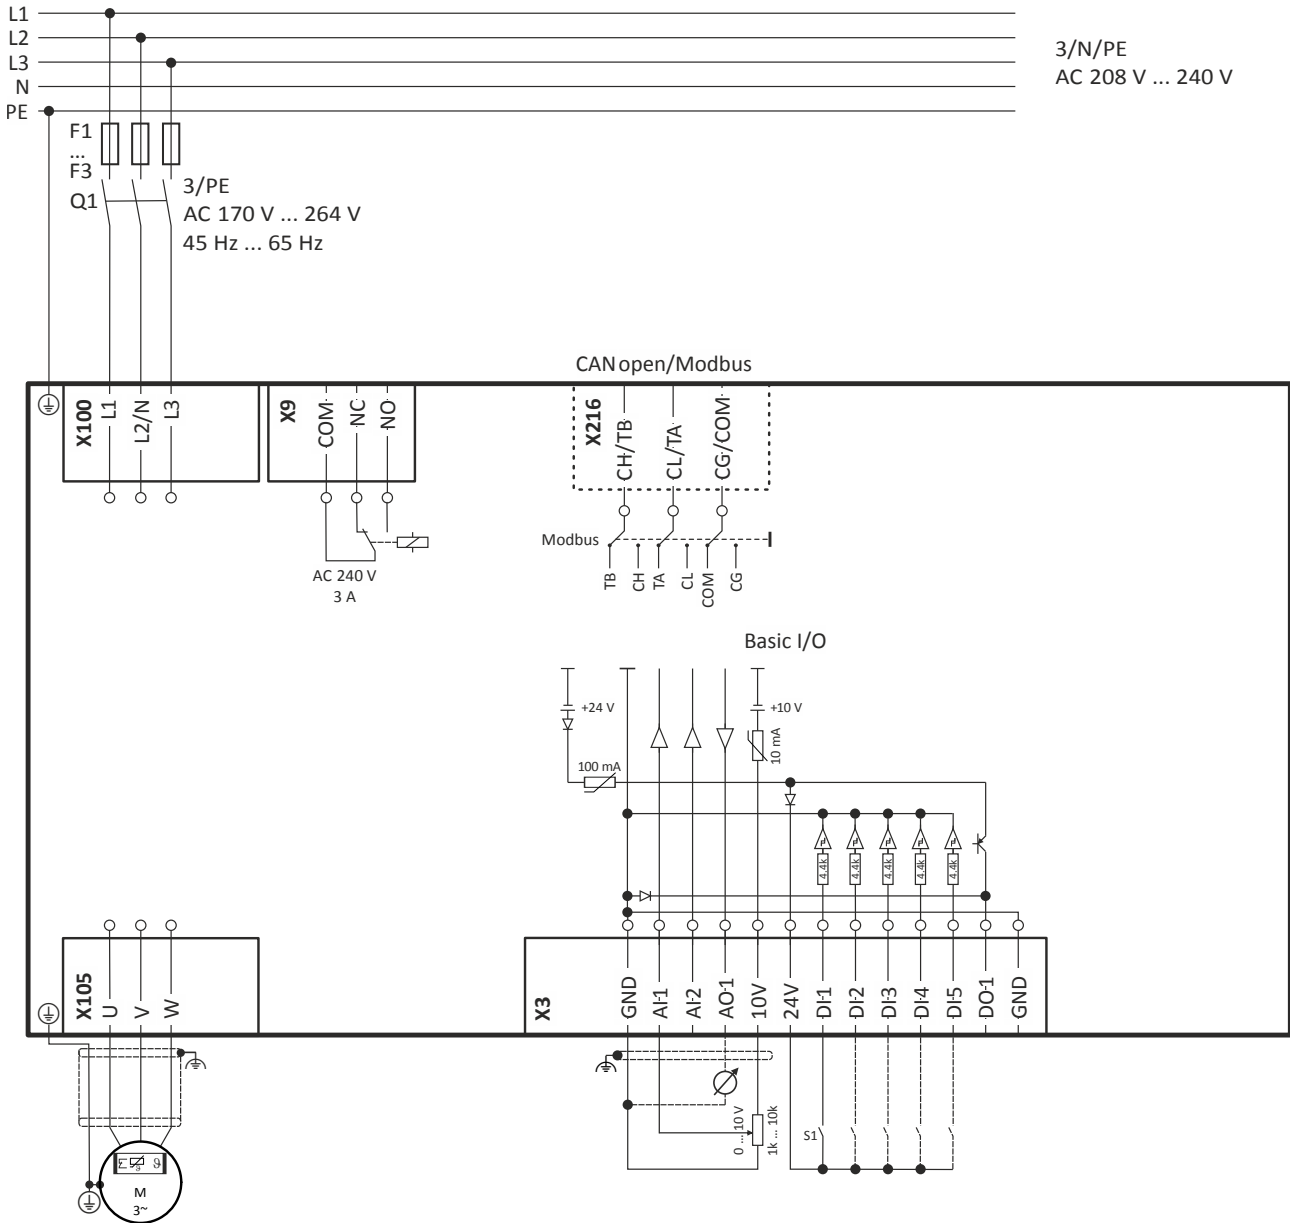 L1
L2
L3
N
PE
3/N/PE
AC 208 V ... 240 V
F1
...
F3
Q1
3/PE
AC 170 V ... 264 V
45 Hz ... 65 Hz
CANopen/Modbus
X100
L1
L2/N
L3
X9
COM
NC
NO
X216
CH/TB
CL/TA
CG/COM
AC 240 V
3 A
Modbus
TB
CH
TA
CL
COM
CG
Basic I/O
+24 V
+10 V
10 mA
100 mA
4.4k
4.4k
4.4k
4.4k
4.4k
X105
U
V
W
X3
GND
AI1
AI2
AO1
10V
24V
DI1
DI2
DI3
DI4
DI5
DO1
GND
0 ... 10 V
1k ... 10k
S1
ϑ
M
3~